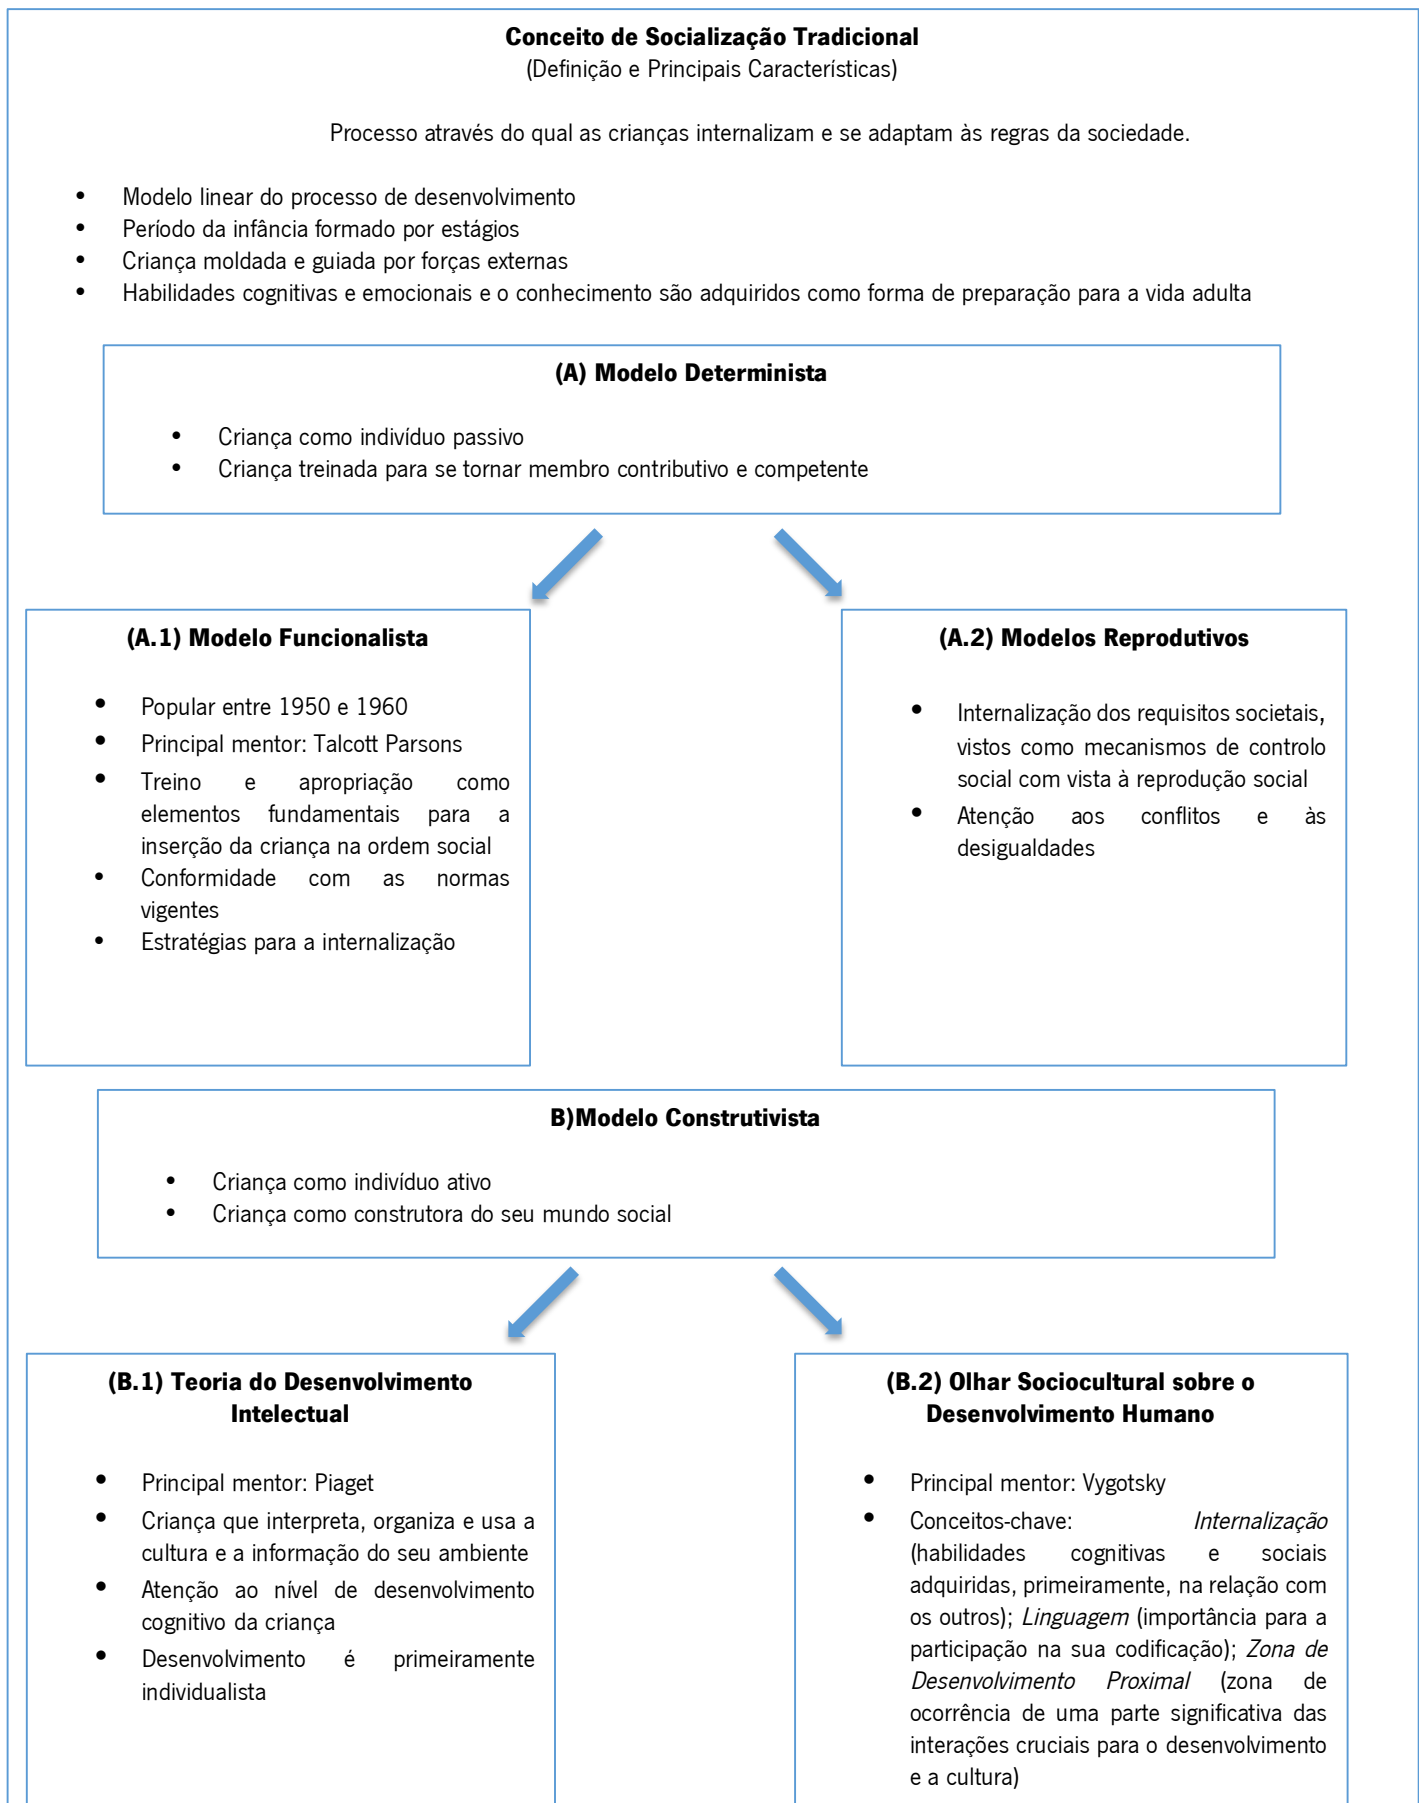 Conceito de Socialização Tradicional
(Definição e Principais Características)
Processo através do qual as crianças internalizam e se adaptam às regras da sociedade.
• Modelo linear do processo de desenvolvimento
• Período da infância formado por estágios
• Criança moldada e guiada por forças externas
• Habilidades cognitivas e emocionais e o conhecimento são adquiridos como forma de preparação para a vida adulta
(A) Modelo Determinista
• Criança como indivíduo passivo
• Criança treinada para se tornar membro contributivo e competente
(A.1) Modelo Funcionalista
• Popular entre 1950 e 1960
• Principal mentor: Talcott Parsons
• Treino e apropriação como
elementos fundamentais para a
inserção da criança na ordem social
• Conformidade com as normas
vigentes
• Estratégias para a internalização
(A.2) Modelos Reprodutivos
• Internalização dos requisitos societais,
vistos como mecanismos de controlo
social com vista à reprodução social
• Atenção aos conflitos e às
desigualdades
B)Modelo Construtivista
• Criança como indivíduo ativo
• Criança como construtora do seu mundo social
(B.1) Teoria do Desenvolvimento
Intelectual
• Principal mentor: Piaget
• Criança que interpreta, organiza e usa a
cultura e a informação do seu ambiente
• Atenção ao nível de desenvolvimento
cognitivo da criança
• Desenvolvimento é primeiramente
individualista
(B.2) Olhar Sociocultural sobre o
Desenvolvimento Humano
• Principal mentor: Vygotsky
• Conceitos-chave: Internalização
(habilidades cognitivas e sociais
adquiridas, primeiramente, na relação com
os outros); Linguagem (importância para a
participação na sua codificação); Zona de
Desenvolvimento Proximal (zona de
ocorrência de uma parte significativa das
interações cruciais para o desenvolvimento
e a cultura)